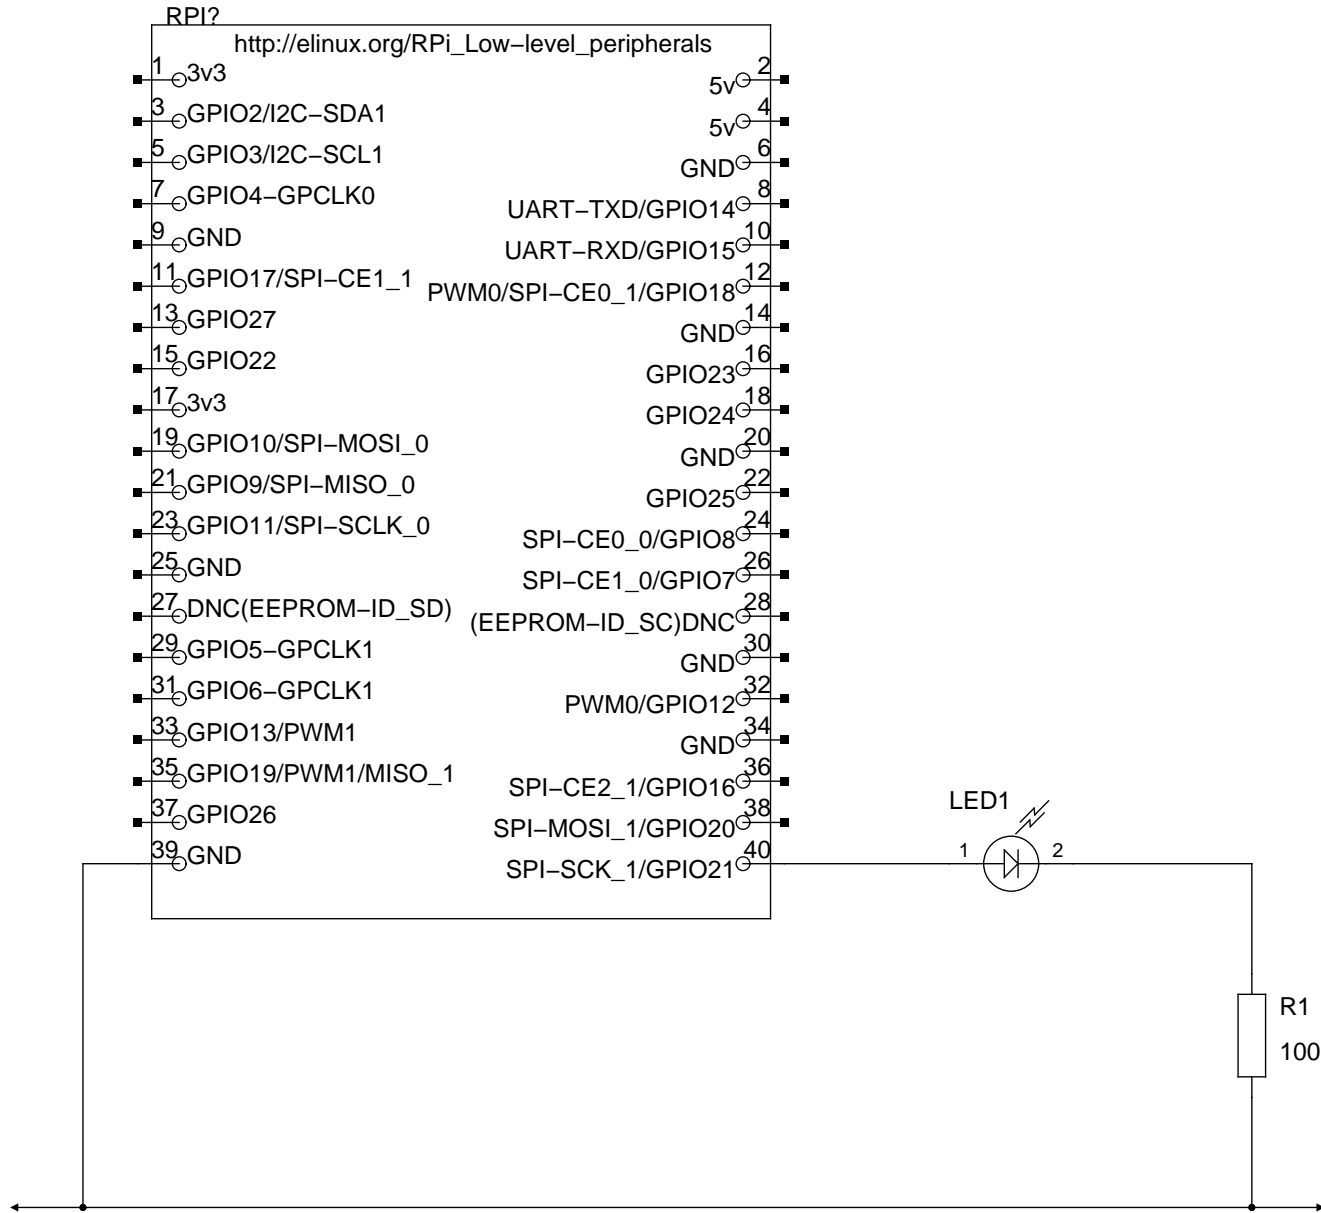 RPI?
http://elinux.org/RPi_Low-level_peripherals
1 3v3
5v 2
3 GPIO2/I2C-SDA1
5v 4
5 GPIO3/I2C-SCL1
GND 6
7 GPIO4-GPCLK0
UART-TXD/GPIO14 8
9 GND
UART-RXD/GPIO15 10
11 GPIO17/SPI-CE1_1
PWM0/SPI-CE0_1/GPIO18 12
13 GPIO27
GND 14
15 GPIO22
GPIO23 16
17 3v3
GPIO24 18
19 GPIO10/SPI-MOSI_0
GND 20
21 GPIO9/SPI-MISO_0
GPIO25 22
23 GPIO11/SPI-SCLK_0
SPI-CE0_0/GPIO8 24
25 GND
SPI-CE1_0/GPIO7 26
27 DNC(EEPROM-ID_SD)
(EEPROM-ID_SC)DNC 28
29 GPIO5-GPCLK1
GND 30
31 GPIO6-GPCLK1
PWM0/GPIO12 32
33 GPIO13/PWM1
GND 34
35 GPIO19/PWM1/MISO_1
SPI-CE2_1/GPIO16 36
37 GPIO26
SPI-MOSI_1/GPIO20 38
39 GND
SPI-SCK_1/GPIO21 40
LED1
1 2
R1
100